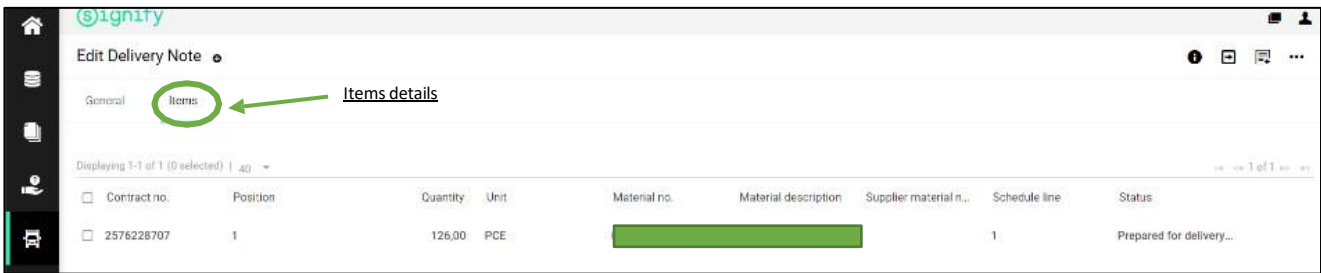 signify
Edit Delivery Note
General Items Items details
Displaying 1-1 of 1 (0 selected) | 40 1 of 1
Contract no. Position Quantity Unit Material no. Material description Supplier material n... Schedule line Status
2576228707 1 126,00 PCE 1 Prepared for delivery...